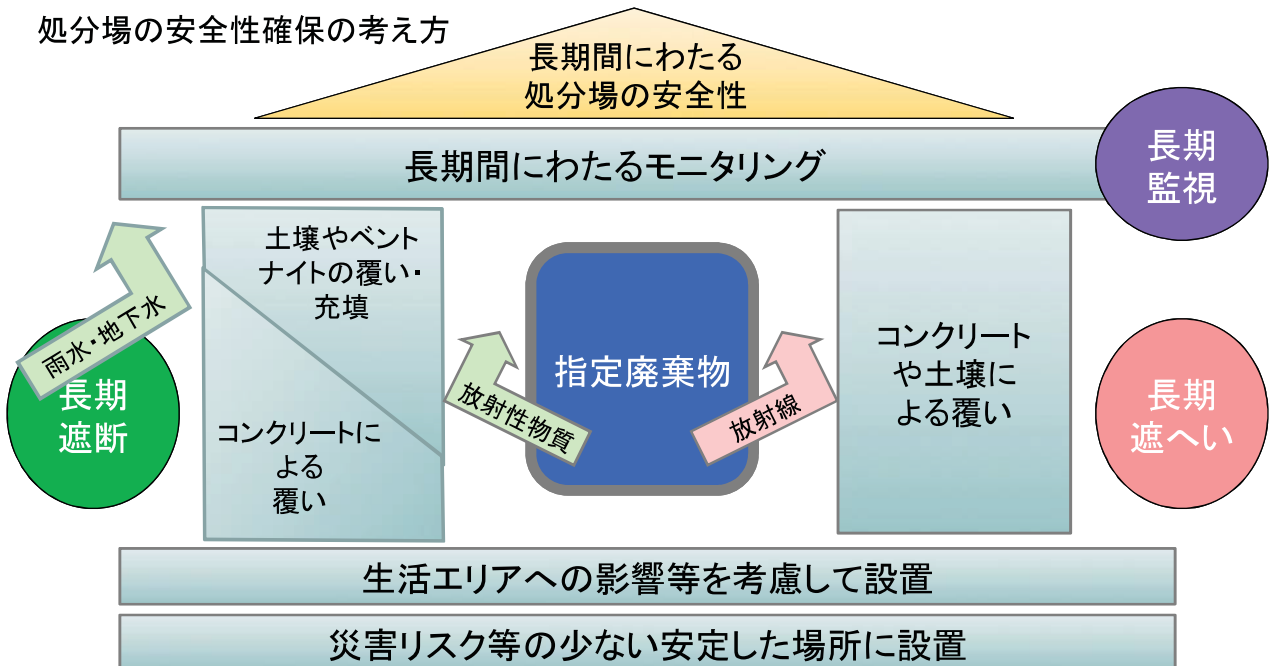 処分場の安全性確保の考え方
長期間にわたる
処分場の安全性
長期間にわたるモニタリング
長期
監視
土壌やベント
ナイトの覆い・
充填
雨水・地下水
長期
遮断
コンクリートに
よる
覆い
放射性物質
指定廃棄物
放射線
コンクリート
や土壌に
よる覆い
長期
遮へい
生活エリアへの影響等を考慮して設置
災害リスク等の少ない安定した場所に設置